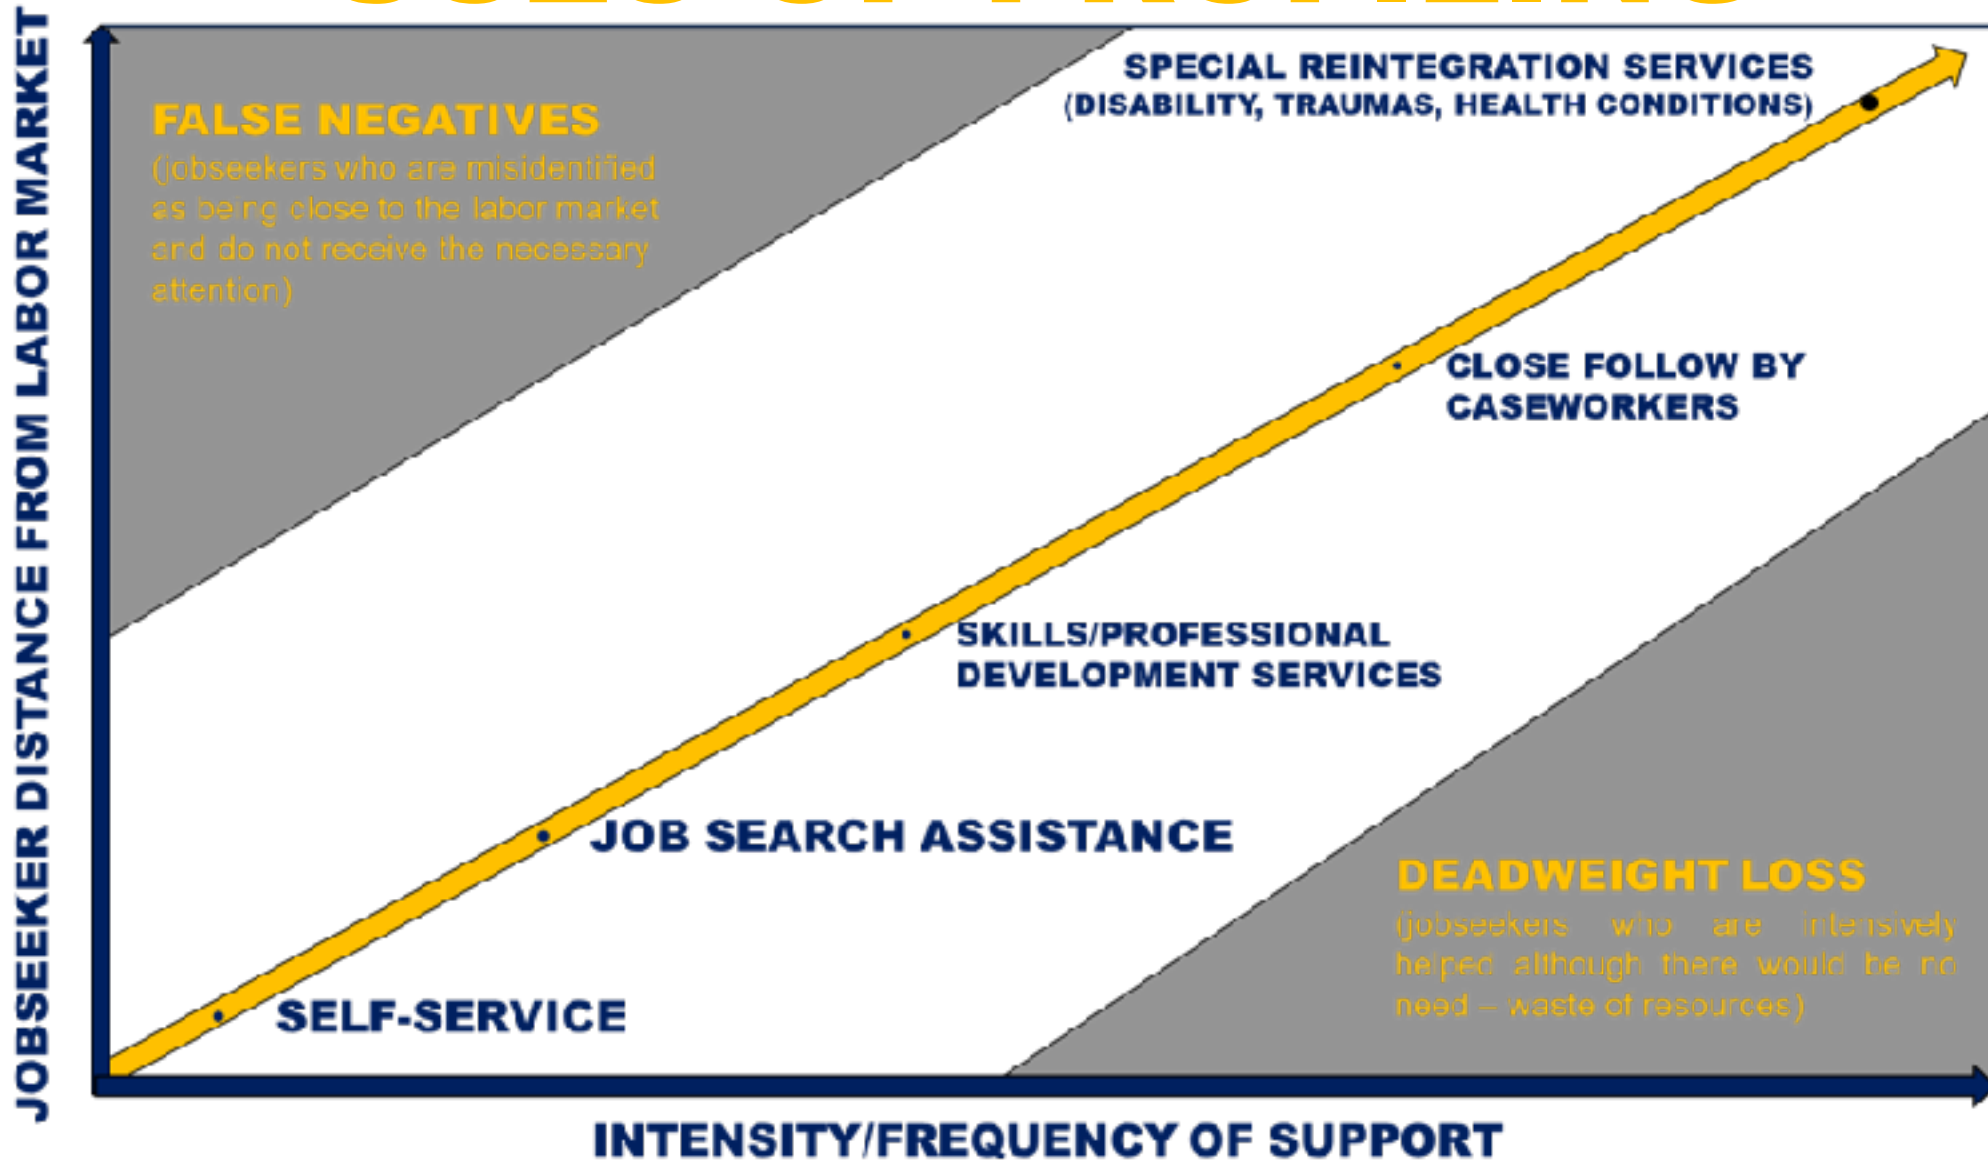 JOBSEEKER DISTANCE FROM LABOR MARKET
FALSE NEGATIVES
(jobseekers who are misidentified
as being close to the labor market
and do not receive the necessary
attention)
SPECIAL REINTEGRATION SERVICES
(DISABILITY, TRAUMAS, HEALTH CONDITIONS)
CLOSE FOLLOW BY
CASEWORKERS
SKILLS/PROFESSIONAL
DEVELOPMENT SERVICES
JOB SEARCH ASSISTANCE
DEADWEIGHT LOSS
(jobseekers who are intensively
helped although there would be no
need – waste of resources)
SELF-SERVICE
INTENSITY/FREQUENCY OF SUPPORT